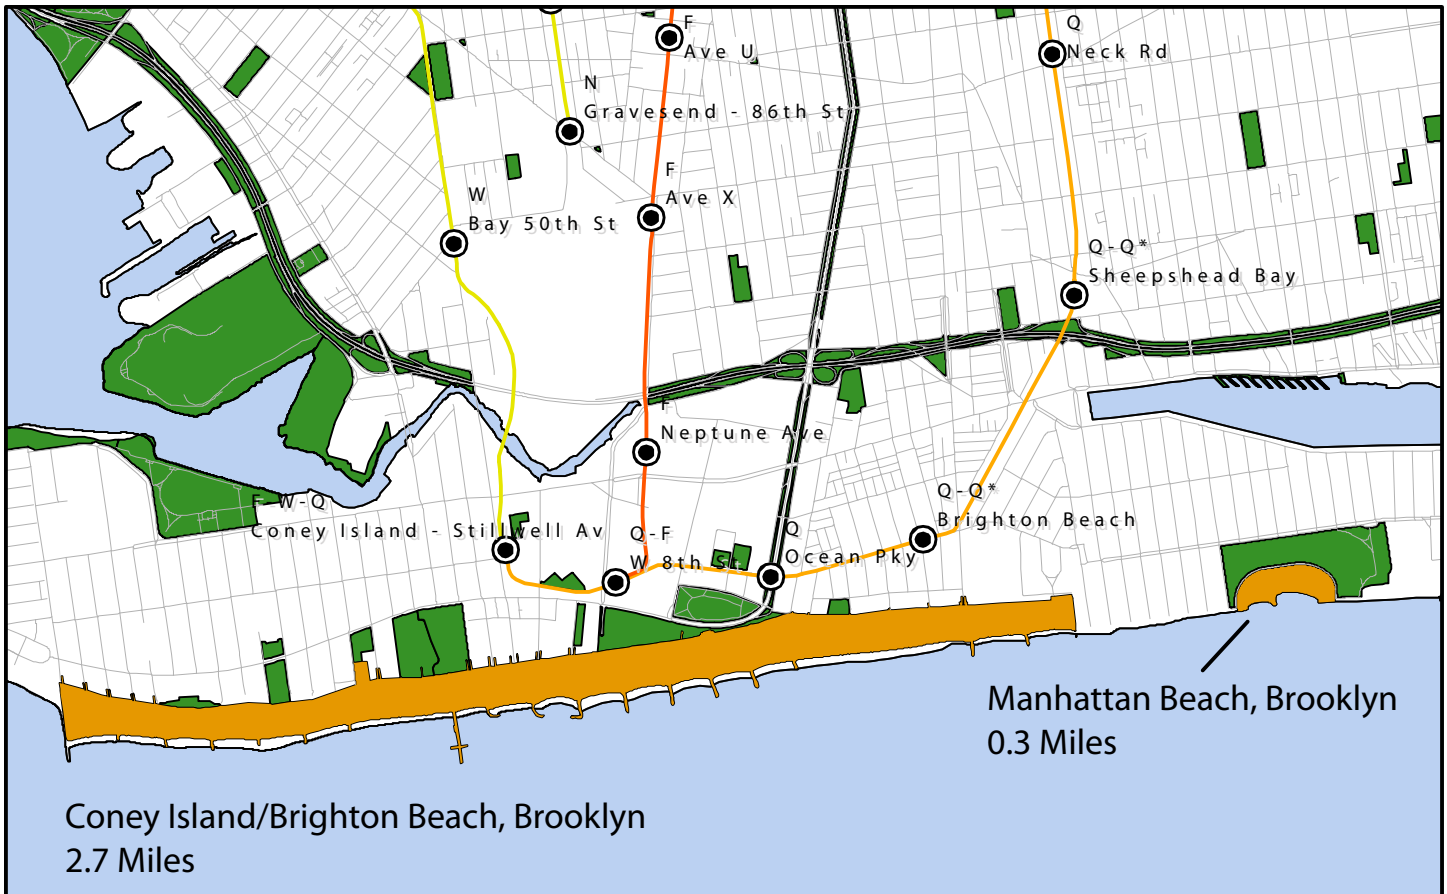 F
Ave U
Q
Neck Rd
N
Gravesend - 86th St
F
Ave X
W
Bay 50th St
Q-Q*
Sheepshead Bay
F
Neptune Ave
F-W-Q
Coney Island - Stillwell Av
Q-F
W 8th St
Q
Ocean Pky
Q-Q*
Brighton Beach
Manhattan Beach, Brooklyn
0.3 Miles
Coney Island/Brighton Beach, Brooklyn
2.7 Miles